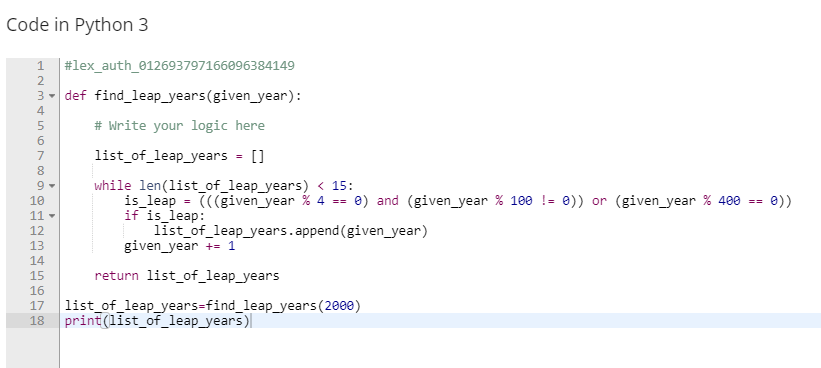 Code in Python 3
1 #lex_auth_012693797166096384149
2
3 def find_leap_years(given_year):
4
5 # Write your logic here
6
7 list_of_leap_years = []
8
9 while len(list_of_leap_years) < 15:
10 is_leap = (((given_year % 4 == 0) and (given_year % 100 != 0)) or (given_year % 400 == 0))
11 if is_leap:
12 list_of_leap_years.append(given_year)
13 given_year += 1
14
15 return list_of_leap_years
16
17 list_of_leap_years=find_leap_years(2000)
18 print(list_of_leap_years)